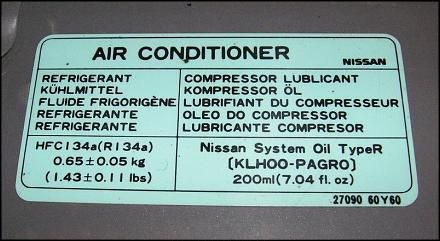 AIR CONDITIONER NISSAN
REFRIGERANT COMPRESSOR LUBLICANT
KÜHLMITTEL KOMPRESSOR ÖL
FLUIDE FRIGORIGÈNE LUBRIFIANT DU COMPRESSEUR
REFRIGERANTE OLEO DO COMPRESSOR
REFRIGERANTE LUBRICANTE COMPRESOR
HFC134a(R134a) Nissan System Oil TypeR
0.65±0.05 kg (KLHOO-PAGRO)
(1.43±0.11 lbs) 200ml(7.04 fl. oz)
27090 60Y60